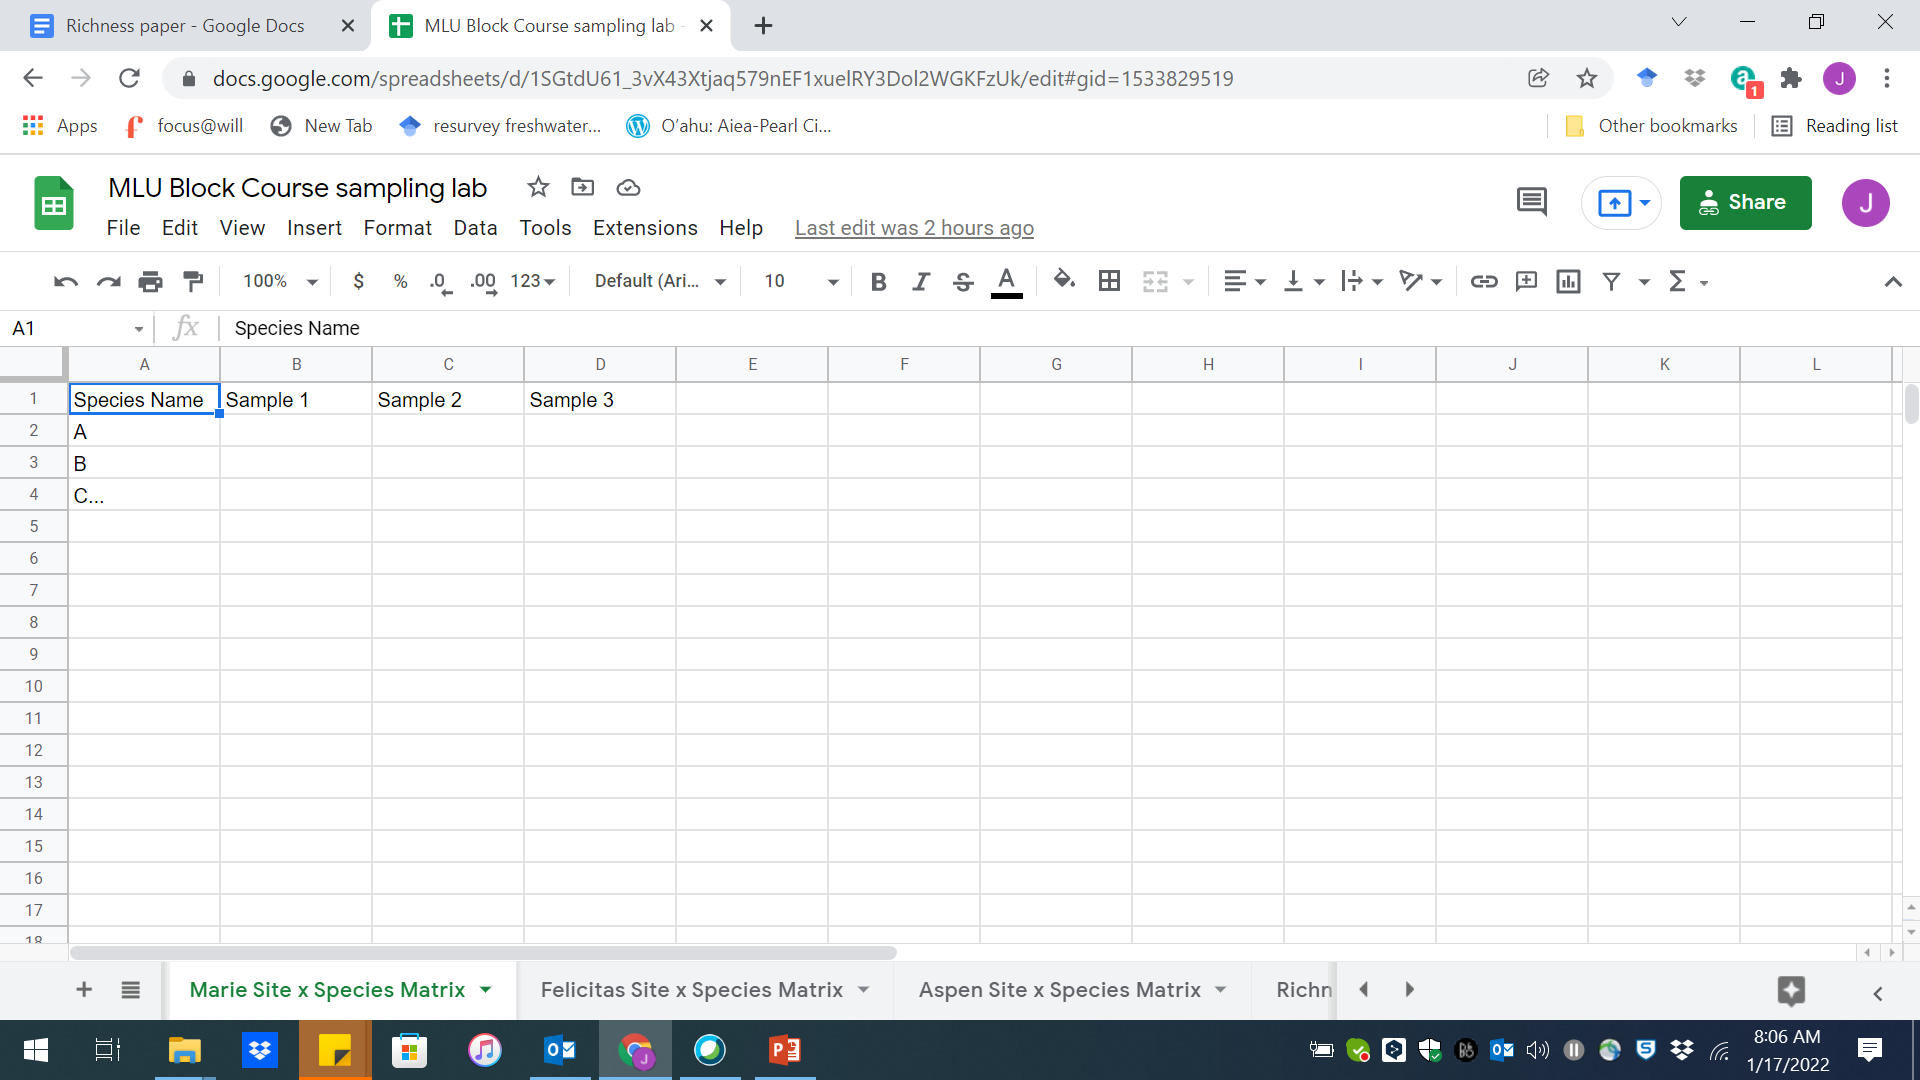 Richness paper - Google Docs
MLU Block Course sampling lab -
docs.google.com/spreadsheets/d/1SGtdU61_3vX43Xtjaq579nEF1xuelRY3Dol2WGKFzUk/edit#gid=1533829519
1
J
Apps
focus@will
New Tab
resurvey freshwater...
O'ahu: Aiea-Pearl Ci...
Other bookmarks
Reading list
MLU Block Course sampling lab
Share
J
File Edit View Insert Format Data Tools Extensions Help Last edit was 2 hours ago
100% $ % .0 .00 123 Default (Ari... 10 B I S A Σ
A1 fx Species Name
A B C D E F G H I J K L
1 Species Name Sample 1 Sample 2 Sample 3
2 A
3 B
4 C...
5
6
7
8
9
10
11
12
13
14
15
16
17
18
+ Marie Site x Species Matrix Felicitas Site x Species Matrix Aspen Site x Species Matrix Richn
8:06 AM
1/17/2022